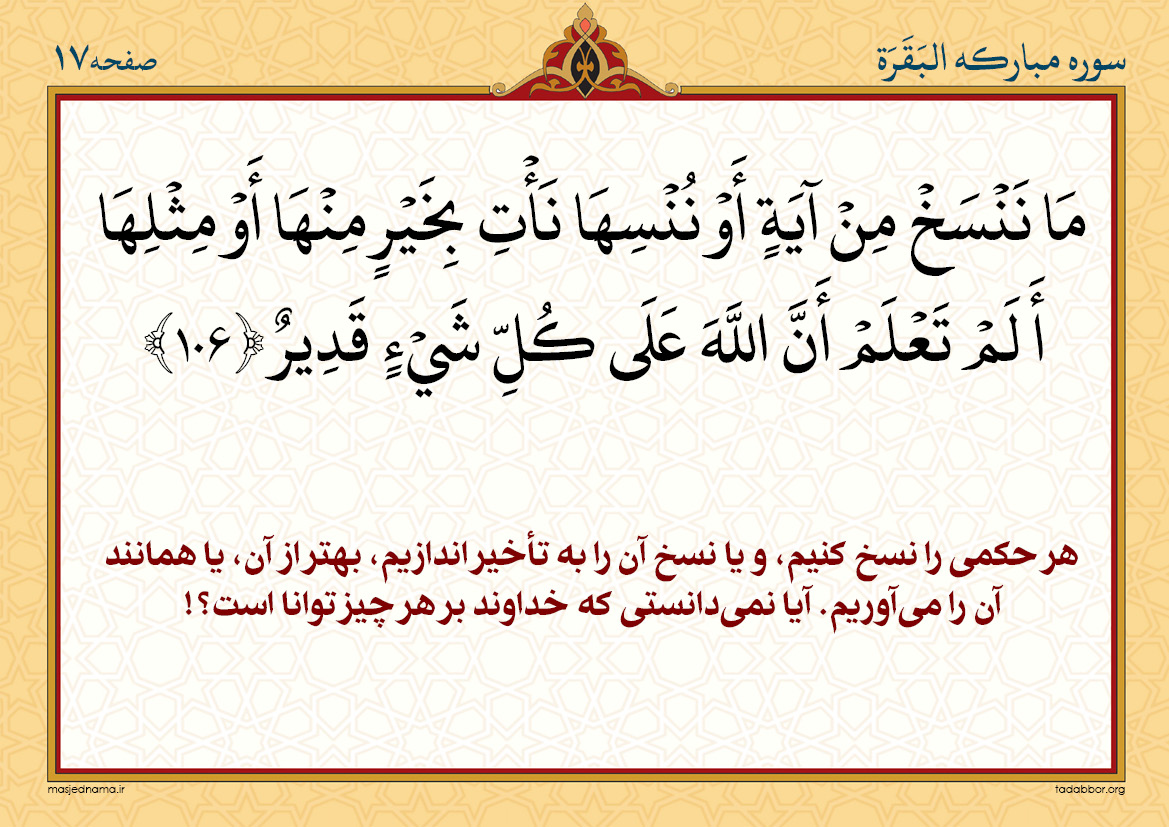 سوره مبارکه البَقَرَة
صفحه۱۷
مَا نَنْسَخْ مِنْ آيَةٍ أَوْ نُنْسِهَا نَأْتِ بِخَيْرٍ مِنْهَا أَوْ مِثْلِهَا
أَ لَمْ تَعْلَمْ أَنَّ اللَّهَ عَلَى كُلِّ شَيْءٍ قَدِيرٌ ﴿۱۰۶﴾
هر حکمی را نسخ کنیم، و یا نسخ آن را به تأخیر اندازیم، بهتر از آن، یا همانند
آن را می‌آوریم. آیا نمی‌دانستی که خداوند بر هر چیز توانا است؟!
masjednama.ir
tadabbor.org